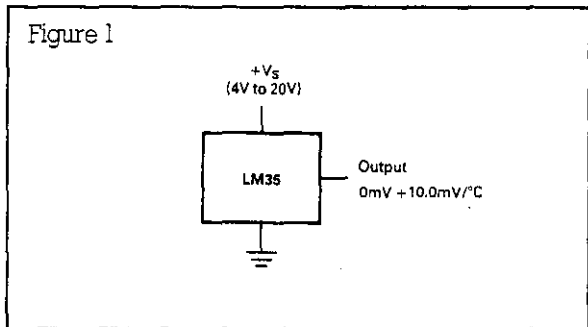 Figure 1
+VS
(4V to 20V)
LM35
Output
0mV +10.0mV/°C